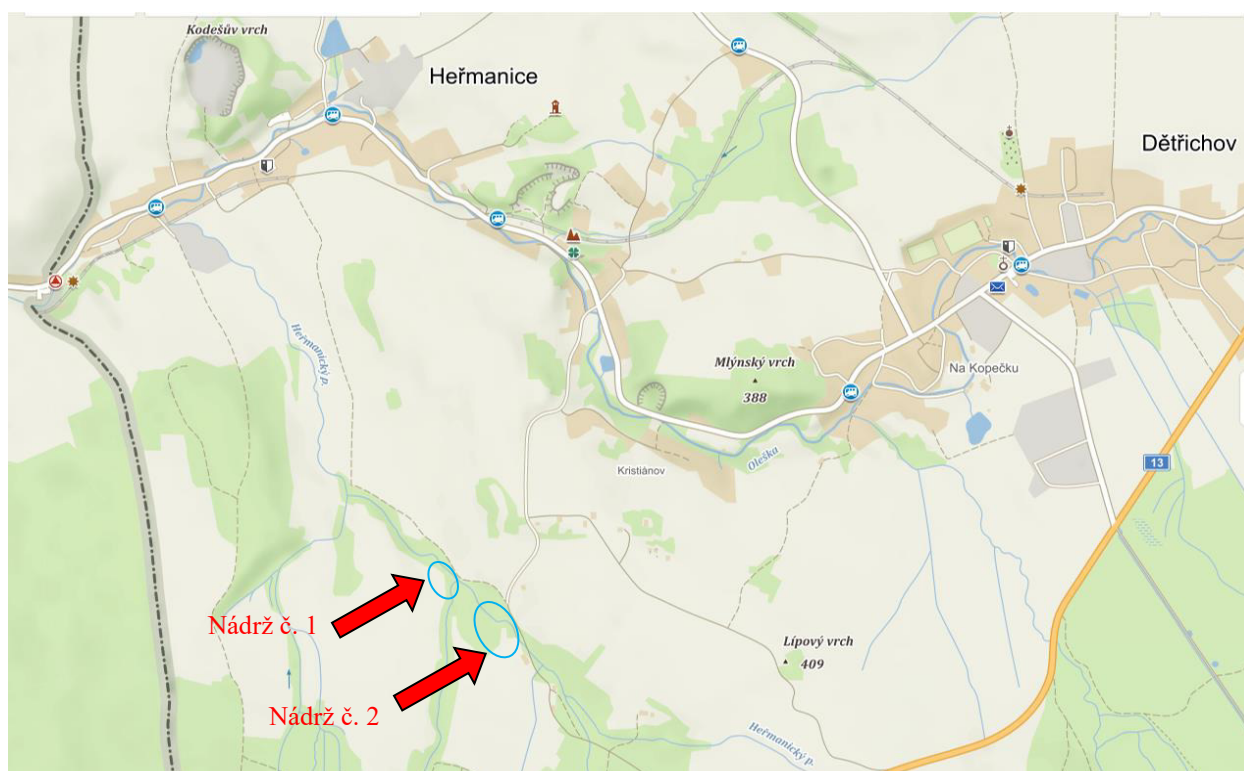 Kodešův vrch
Heřmanice
Dětřichov
Heřmanický p.
Mlýnský vrch
388
Na Kopečku
Oleška
Kristiánov
13
Nádrž č. 1
Lípový vrch
409
Nádrž č. 2
Heřmanický p.